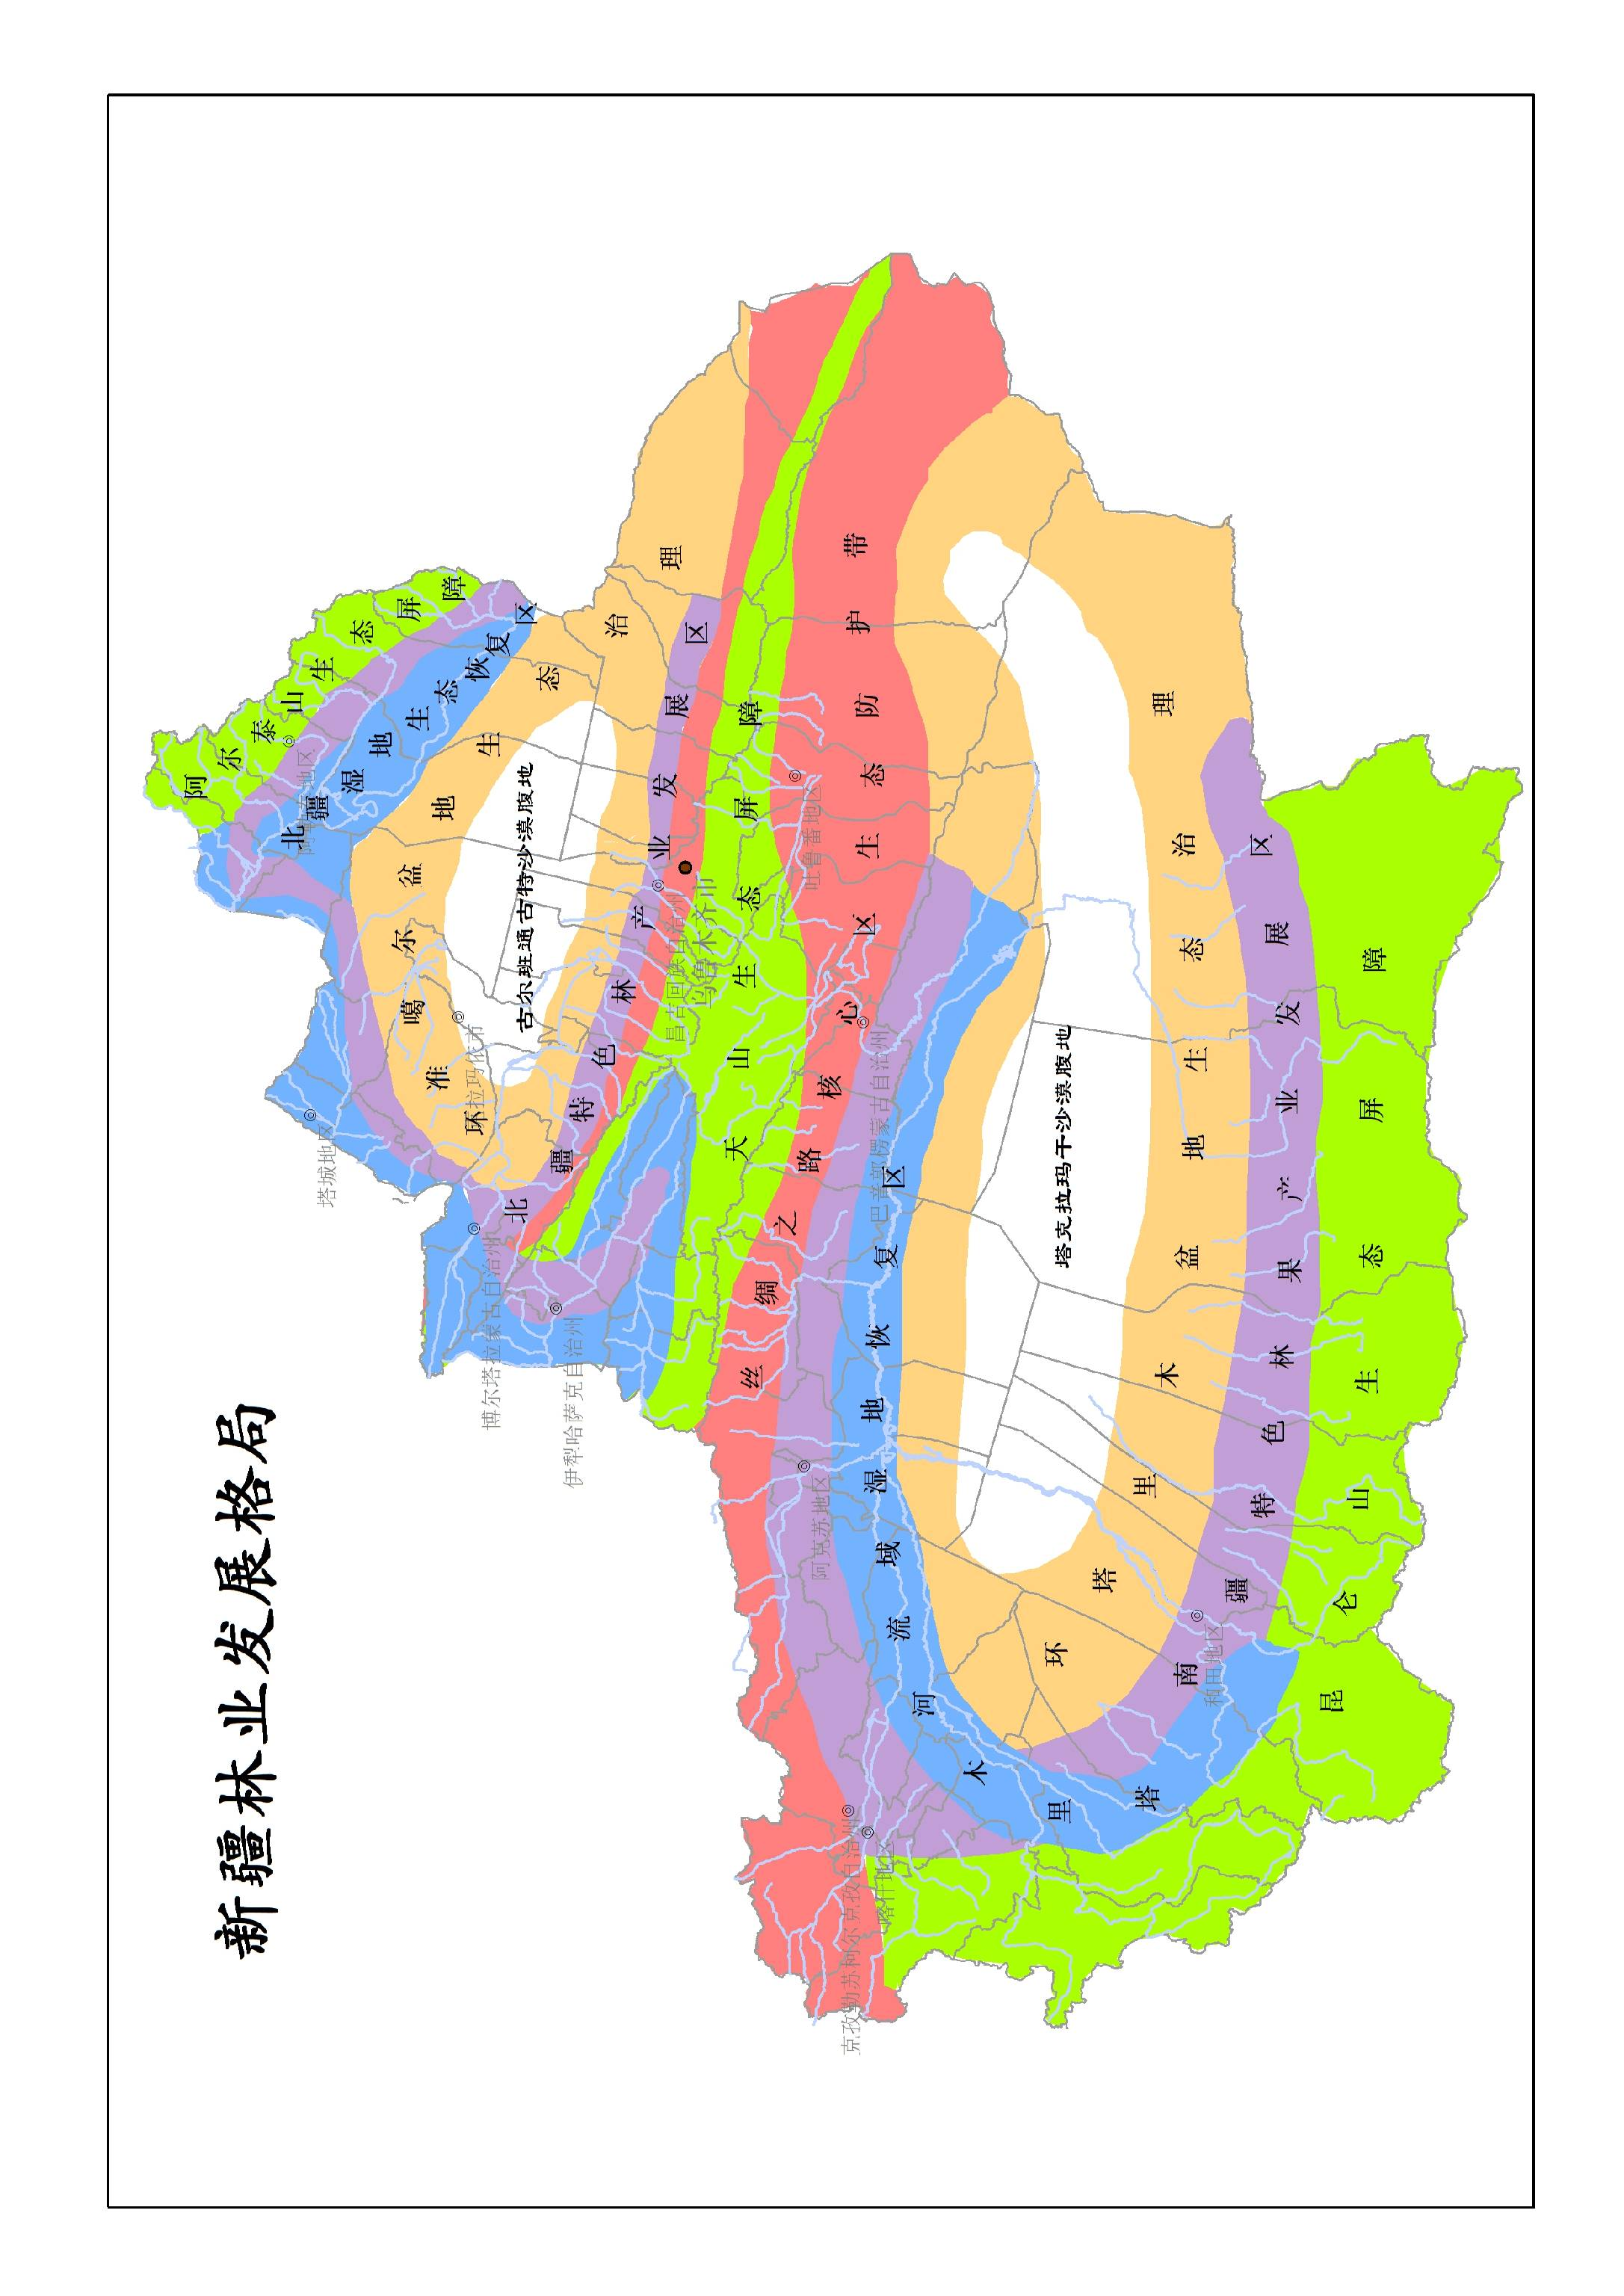 新疆林业发展格局
阿尔泰山生态屏障
北疆湿地生态恢复区
环准噶尔盆地生态治理
古尔班通古特沙漠腹地
北疆特色林产业发展区
天山生态屏障
丝绸之路核心区生态防护带
塔里木河流域湿地恢复区
塔克拉玛干沙漠腹地
环塔里木盆地生态治理
南疆特色林果产业发展区
昆仑山生态屏障
阿勒泰地区
塔城地区
克拉玛依市
博尔塔拉蒙古自治州
伊犁哈萨克自治州
昌吉回族自治州
乌鲁木齐市
吐鲁番地区
巴音郭楞蒙古自治州
阿克苏地区
克孜勒苏柯尔克孜自治州
喀什地区
和田地区